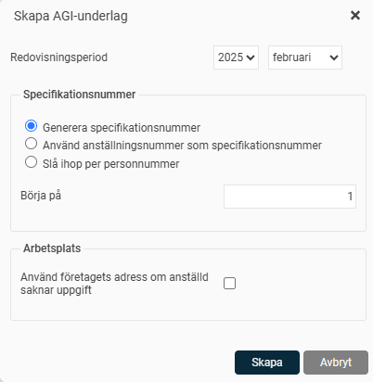 Skapa AGI-underlag
Redovisningsperiod
2025 februari
Specifikationsnummer
Generera specifikationsnummer
Använd anställningsnummer som specifikationsnummer
Slå ihop per personnummer
Börja på 1
Arbetsplats
Använd företagets adress om anställd
saknar uppgift
Skapa Avbryt